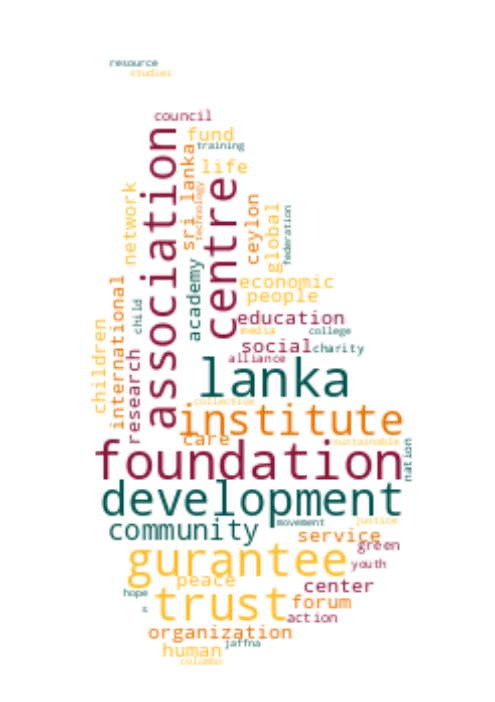 resource
studies
council
fund
training
association
sri lanka
life
technology
centre
network
ceylon
global
federation
academy
economic
people
international
child
children
education
media
college
research
social
charity
alliance
lanka
collective
institute
care
sustainable
foundation
nation
development
community
movement
justice
service
green
gurantee
youth
peace
center
hope
trust
forum
s
action
organization
jaffna
human
colombo